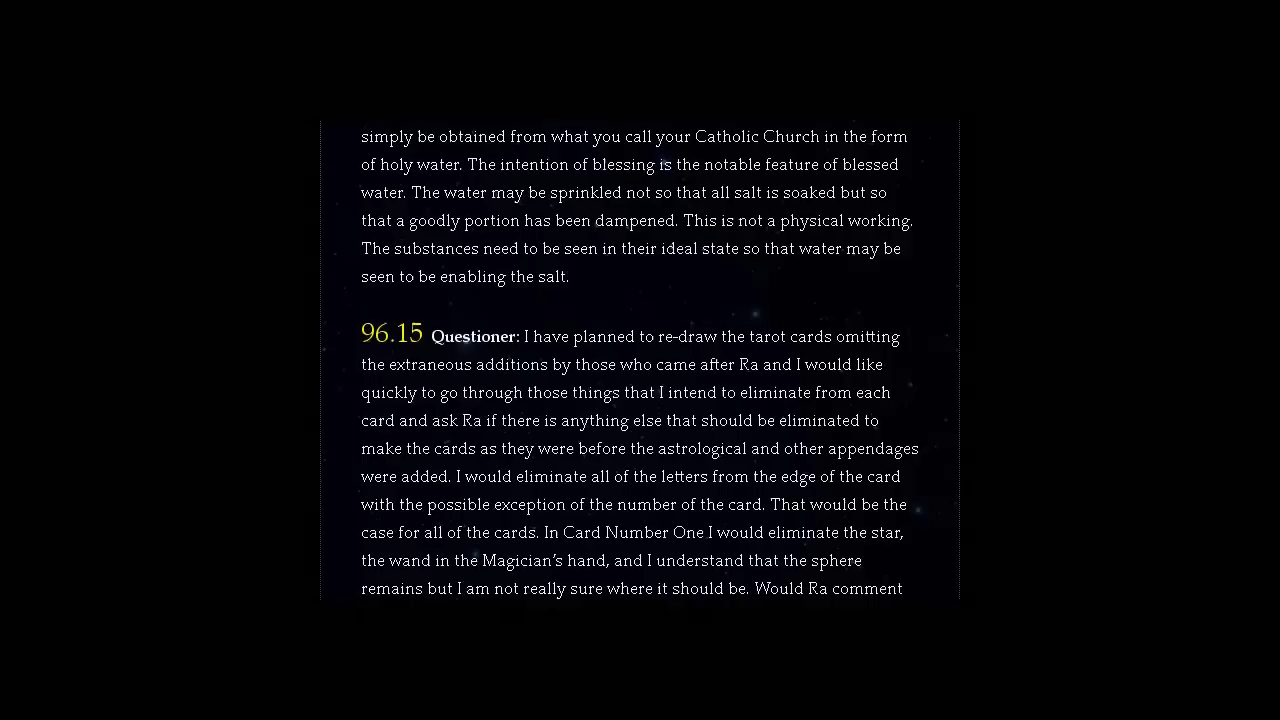 simply be obtained from what you call your Catholic Church in the form
of holy water. The intention of blessing is the notable feature of blessed
water. The water may be sprinkled not so that all salt is soaked but so
that a goodly portion has been dampened. This is not a physical working.
The substances need to be seen in their ideal state so that water may be
seen to be enabling the salt.
96.15 Questioner: I have planned to re-draw the tarot cards omitting
the extraneous additions by those who came after Ra and I would like
quickly to go through those things that I intend to eliminate from each
card and ask Ra if there is anything else that should be eliminated to
make the cards as they were before the astrological and other appendages
were added. I would eliminate all of the letters from the edge of the card
with the possible exception of the number of the card. That would be the
case for all of the cards. In Card Number One I would eliminate the star,
the wand in the Magician’s hand, and I understand that the sphere
remains but I am not really sure where it should be. Would Ra comment